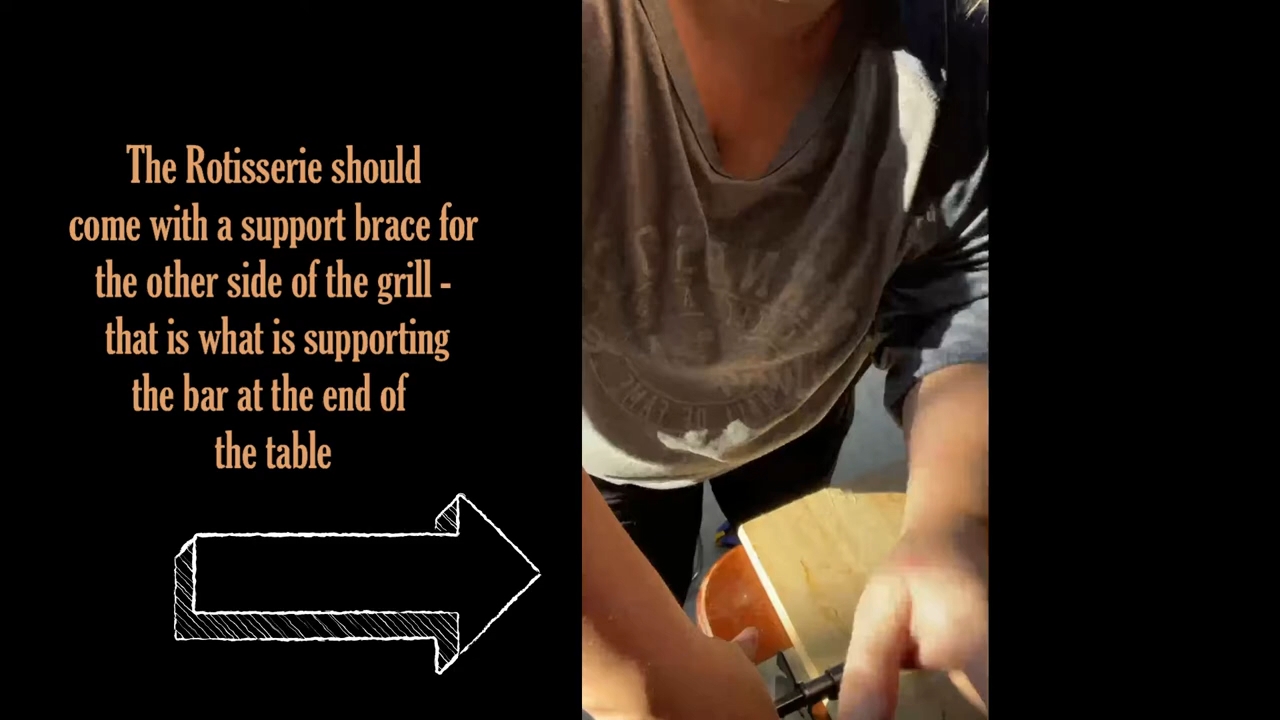 The Rotisserie should
come with a support brace for
the other side of the grill -
that is what is supporting
the bar at the end of
the table